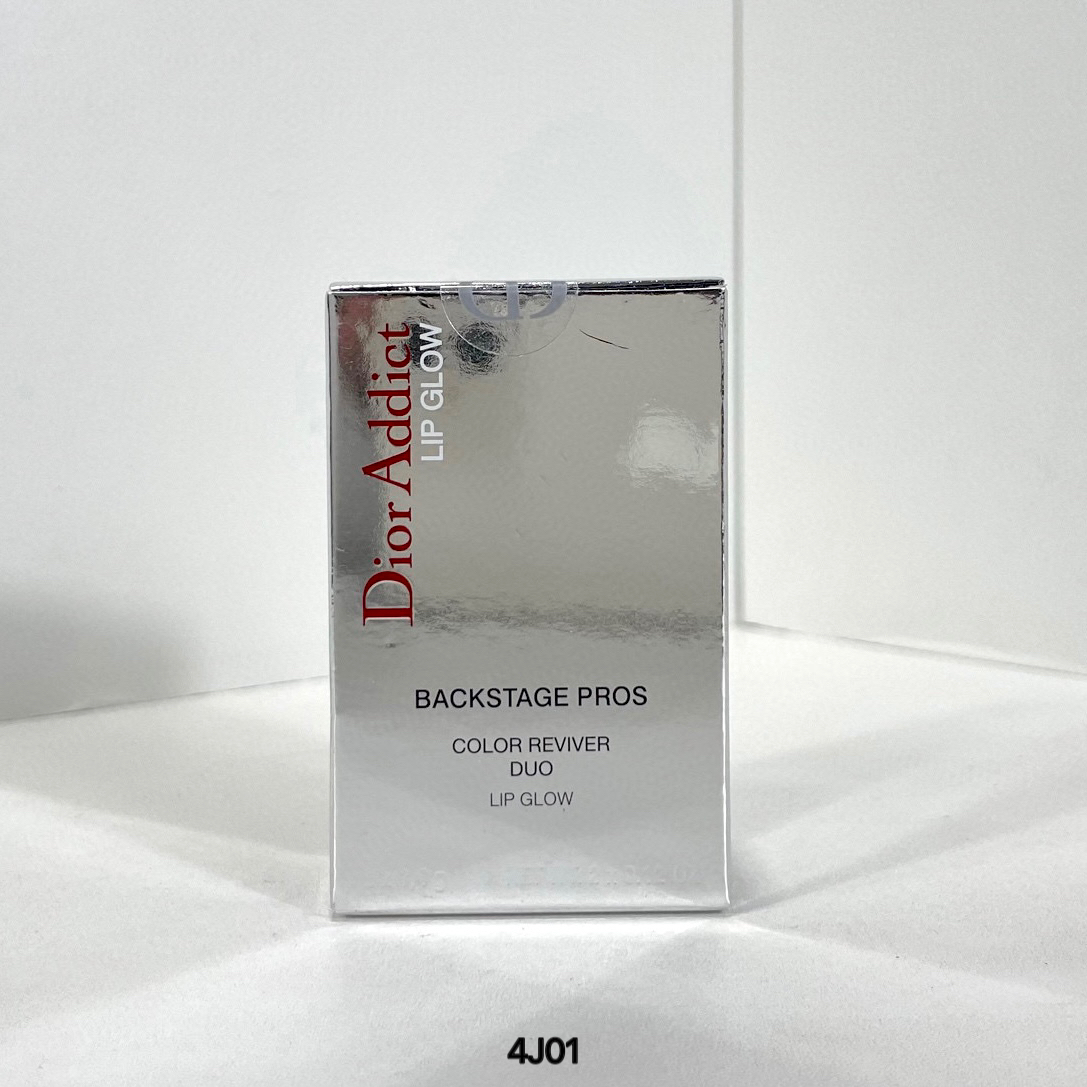 Dior Addict
LIP GLOW
BACKSTAGE PROS
COLOR REVIVER
DUO
LIP GLOW
4J01